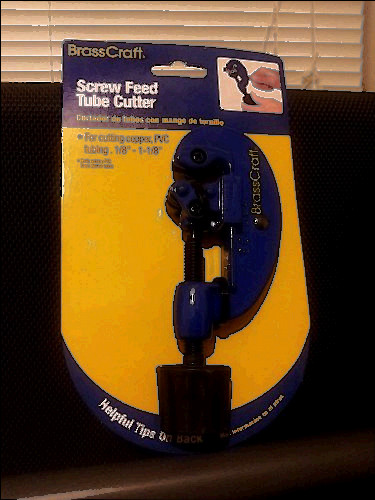 BrassCraft.
Screw Feed
Tube Cutter
Cortador de tubos con mango de tornillo
• For cutting copper, PVC
tubing . 1/8" - 1-1/8"
BrassCraft
Helpful Tips On Back